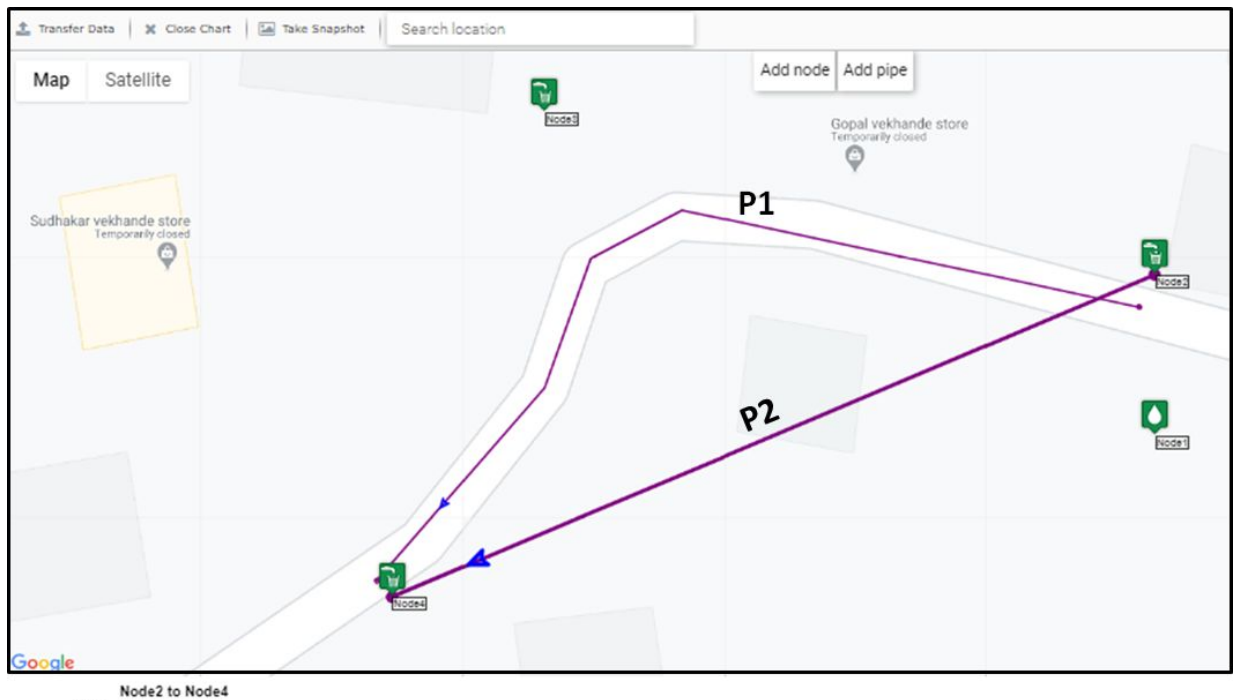 Transfer Data
Close Chart
Take Snapshot
Search location
Map
Satellite
Add node
Add pipe
Node3
Gopal vekhande store
Temporarily closed
P1
Sudhakar vekhande store
Temporarily closed
Node2
P2
Node1
Node4
Google
Node2 to Node4